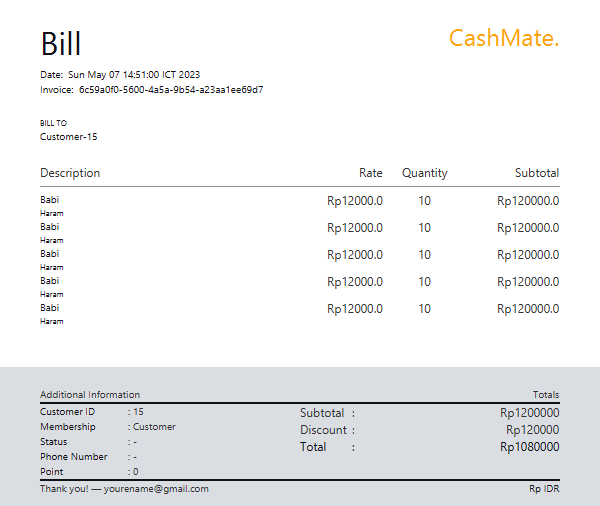 Bill
CashMate.
Date: Sun May 07 14:51:00 ICT 2023
Invoice: 6c59a0f0-5600-4a5a-9b54-a23aa1ee69d7
BILL TO
Customer-15
Description Rate Quantity Subtotal
Babi Rp12000.0 10 Rp120000.0
Haram
Babi Rp12000.0 10 Rp120000.0
Haram
Babi Rp12000.0 10 Rp120000.0
Haram
Babi Rp12000.0 10 Rp120000.0
Haram
Babi Rp12000.0 10 Rp120000.0
Haram
Additional Information Totals
Customer ID : 15 Subtotal : Rp1200000
Membership : Customer Discount : Rp120000
Status : - Total : Rp1080000
Phone Number : -
Point : 0
Thank you! — yourename@gmail.com Rp IDR